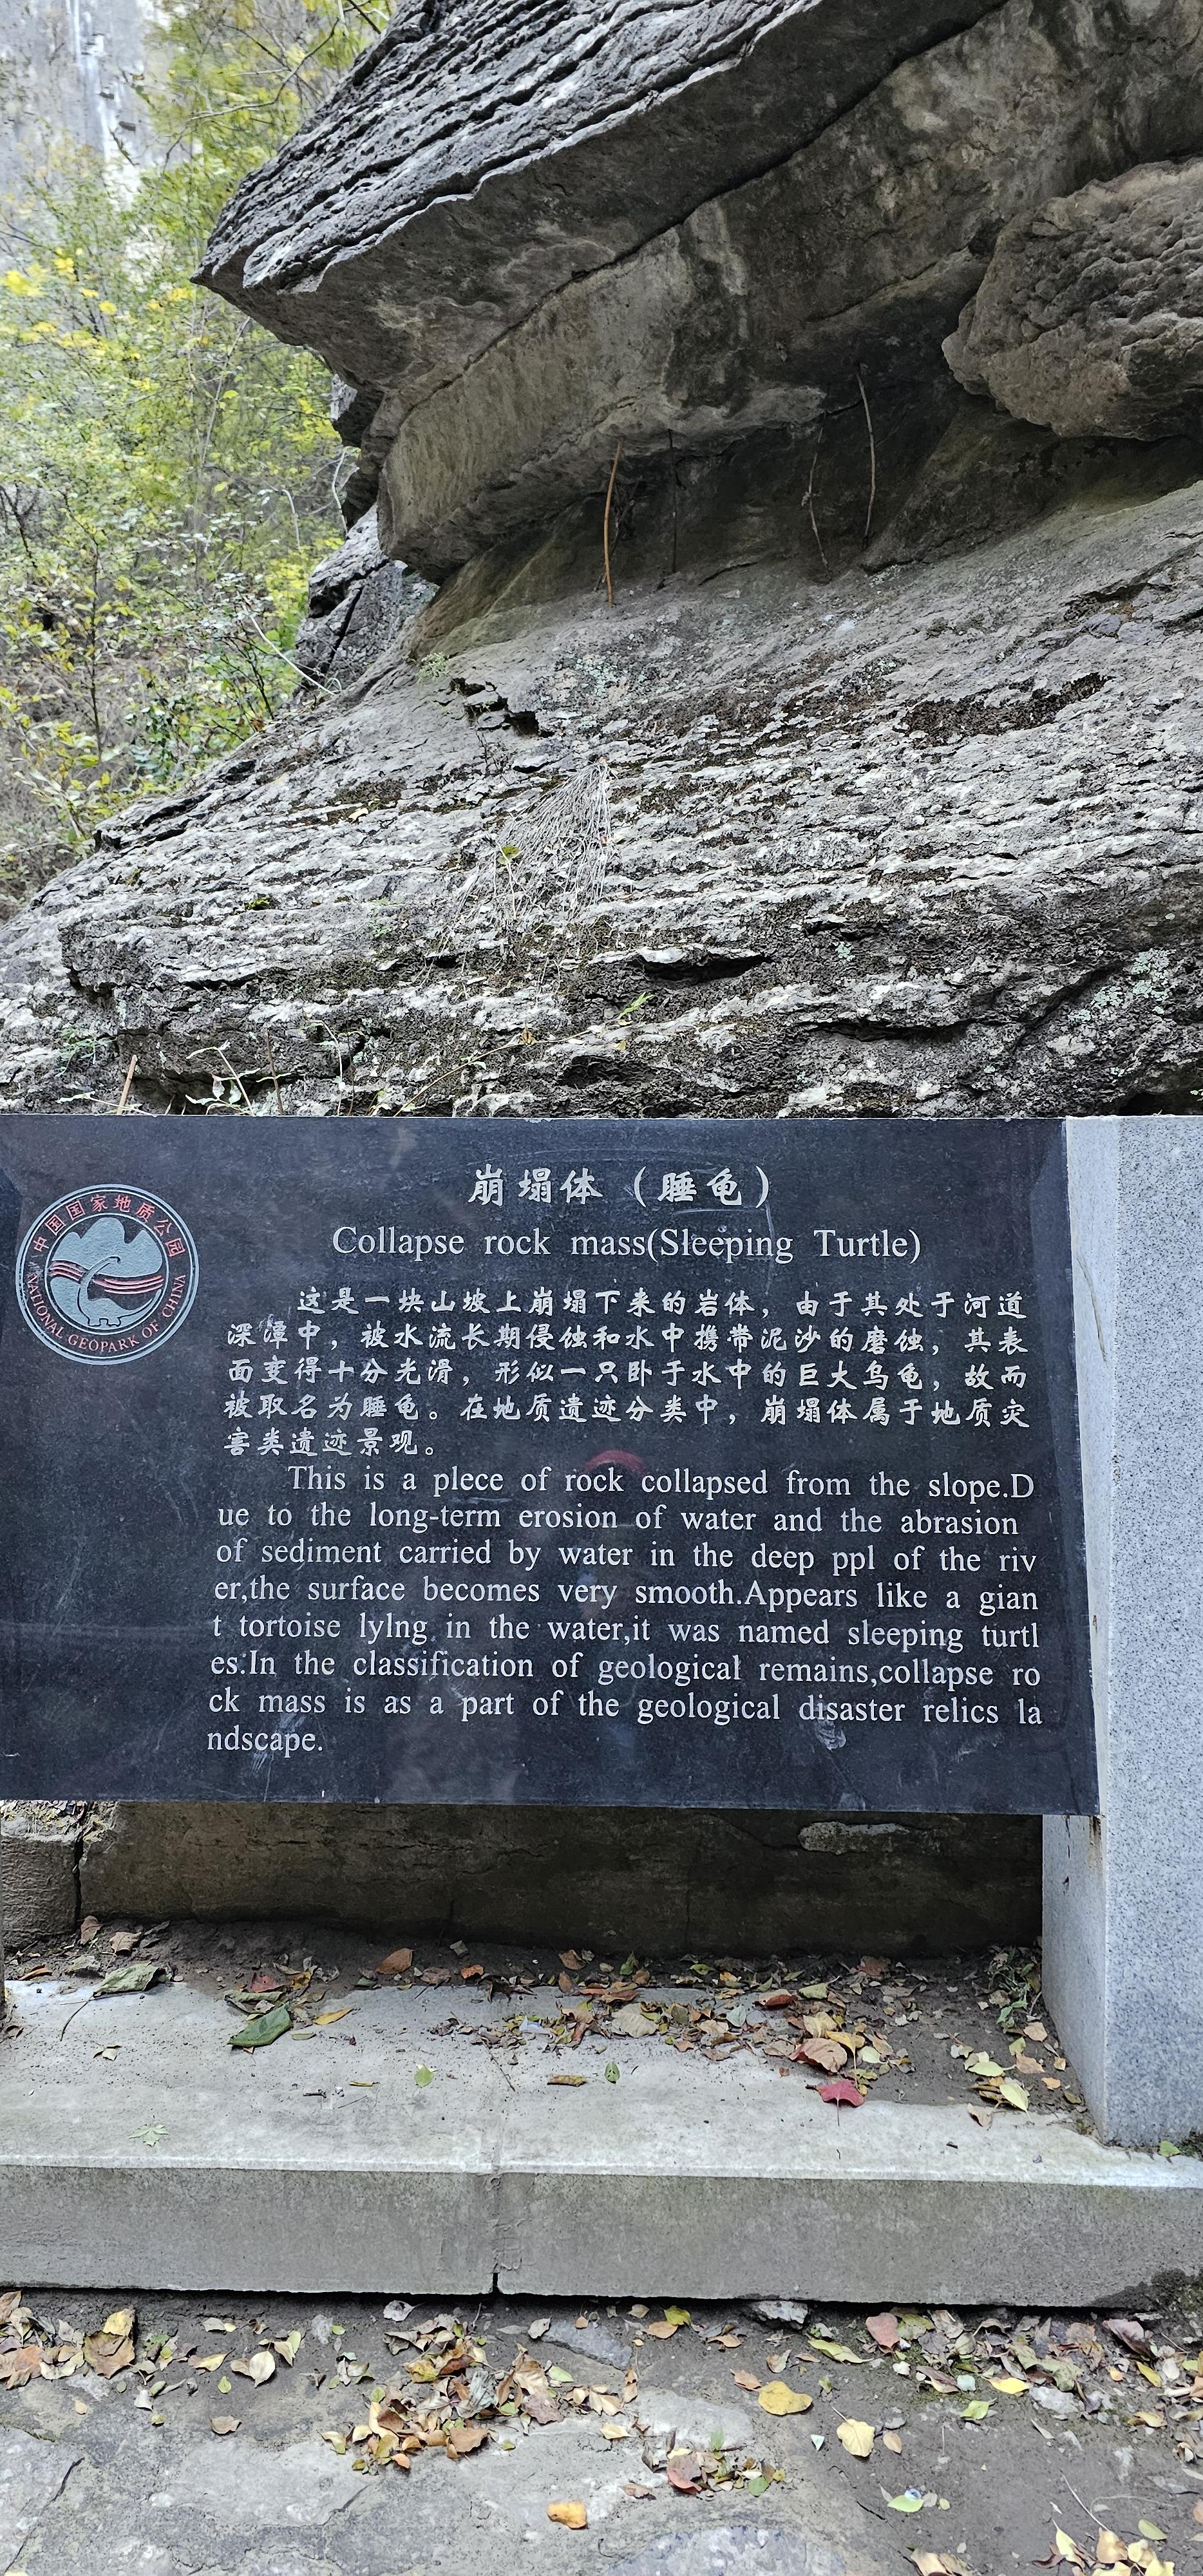 中国国家地质公园
NATIONAL GEOPARK OF CHINA
崩塌体（睡龟）
Collapse rock mass(Sleeping Turtle)
这是一块山坡上崩塌下来的岩体，由于其处于河道
深潭中，被水流长期侵蚀和水中携带泥沙的磨蚀，其表
面变得十分光滑，形似一只卧于水中的巨大乌龟，故而
被取名为睡龟。在地质遗迹分类中，崩塌体属于地质灾
害类遗迹景观。
This is a plece of rock collapsed from the slope.D
ue to the long-term erosion of water and the abrasion
of sediment carried by water in the deep ppl of the riv
er,the surface becomes very smooth.Appears like a gian
t tortoise lylng in the water,it was named sleeping turtl
es.In the classification of geological remains,collapse ro
ck mass is as a part of the geological disaster relics la
ndscape.